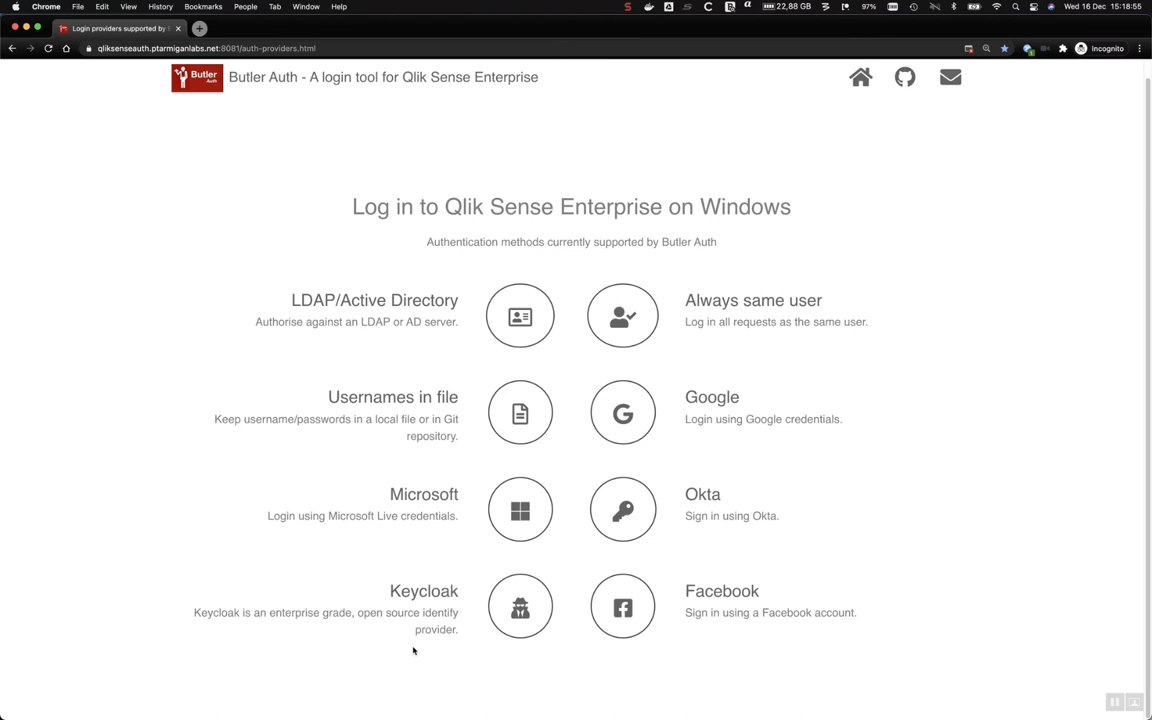 Chrome File Edit View History Bookmarks People Tab Window Help 22,88 GB 97% Wed 16 Dec 15:18:55
Login providers supported by
qliksenseauth.ptarmiganlabs.net:8081/auth-providers.html Incognito
Butler Auth
Butler Auth - A login tool for Qlik Sense Enterprise
Log in to Qlik Sense Enterprise on Windows
Authentication methods currently supported by Butler Auth
LDAP/Active Directory
Authorise against an LDAP or AD server.
Always same user
Log in all requests as the same user.
Usernames in file
Keep username/passwords in a local file or in Git
repository.
Google
Login using Google credentials.
Microsoft
Login using Microsoft Live credentials.
Okta
Sign in using Okta.
Keycloak
Keycloak is an enterprise grade, open source identify
provider.
Facebook
Sign in using a Facebook account.